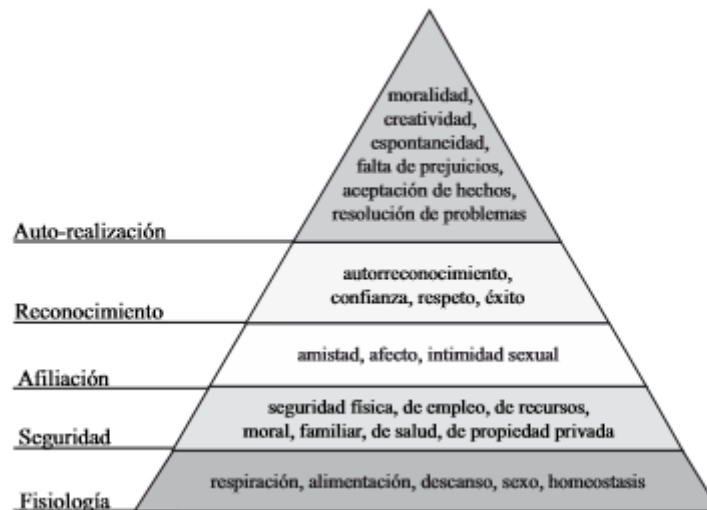 moralidad,
creatividad,
espontaneidad,
falta de prejuicios,
aceptación de hechos,
resolución de problemas
Auto-realización
autorreconocimiento,
confianza, respeto, éxito
Reconocimiento
amistad, afecto, intimidad sexual
Afiliación
seguridad física, de empleo, de recursos,
moral, familiar, de salud, de propiedad privada
Seguridad
respiración, alimentación, descanso, sexo, homeostasis
Fisiología